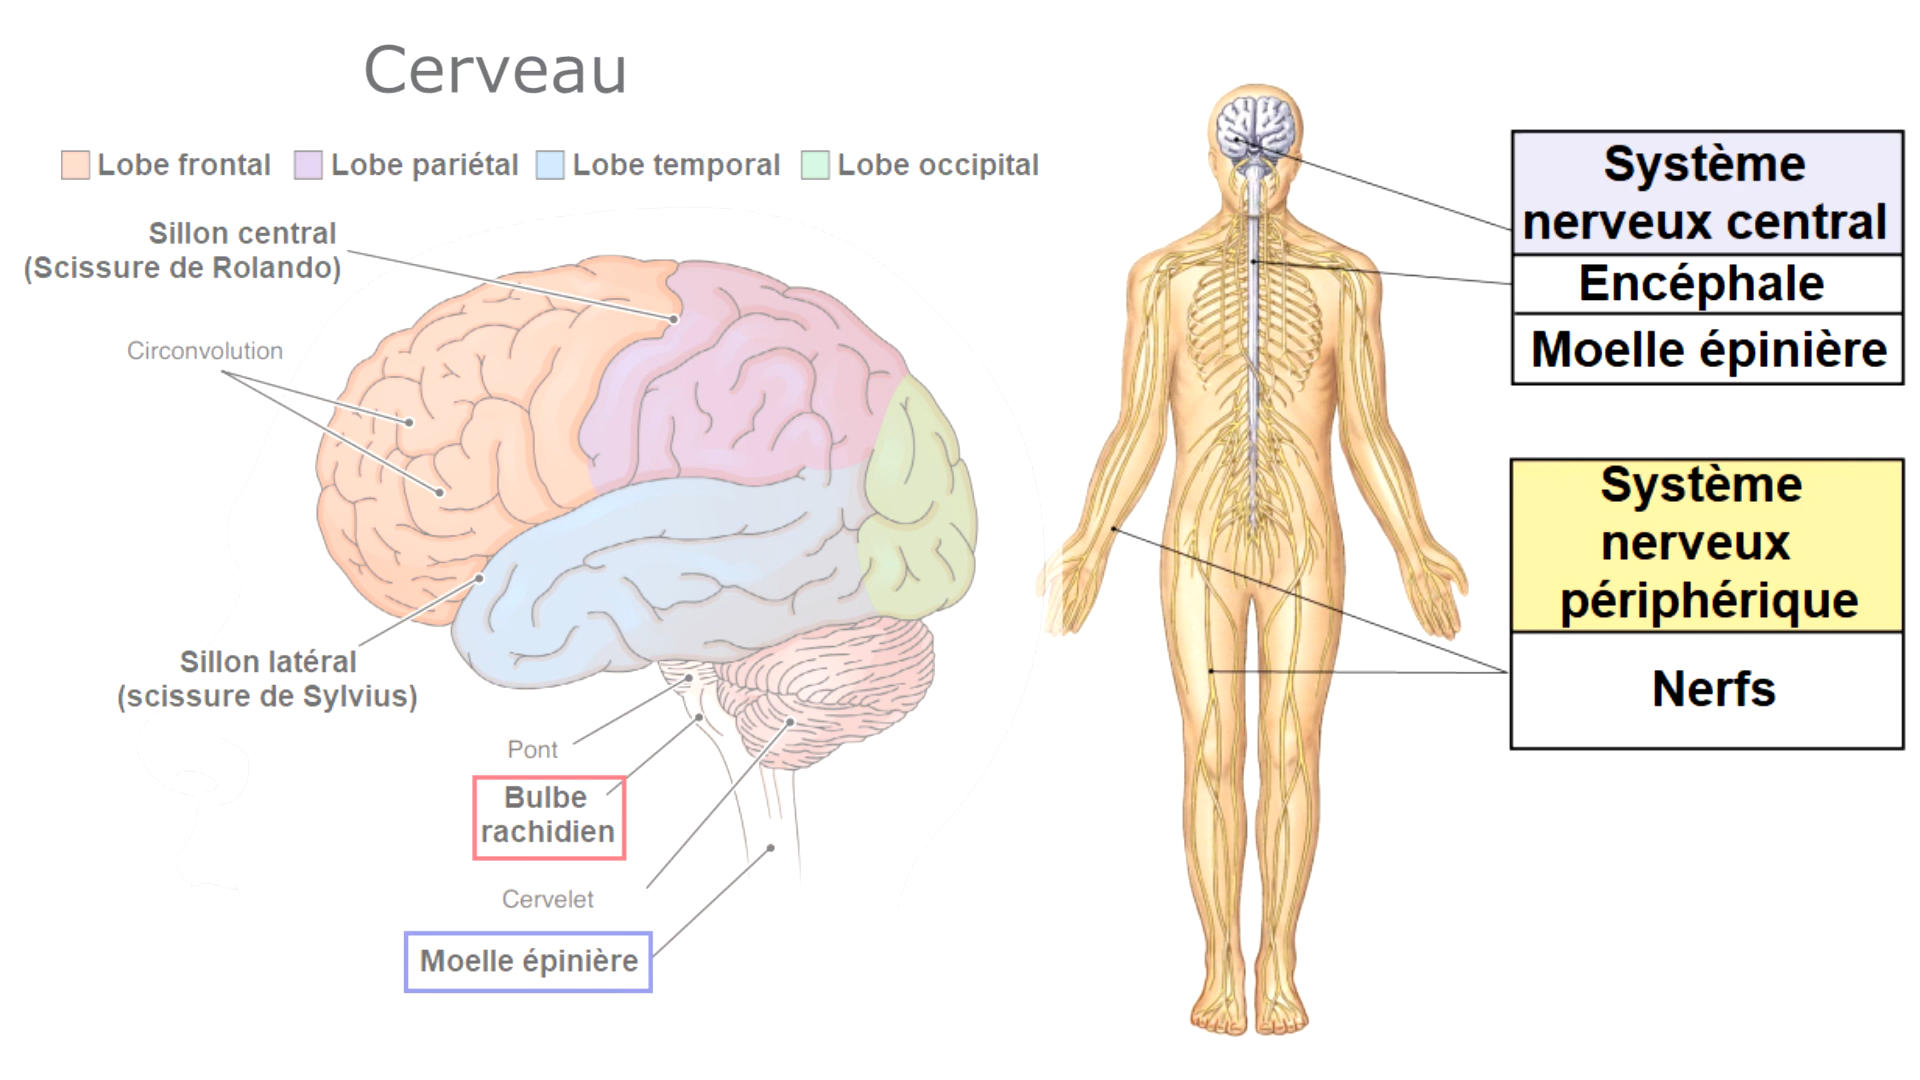 Cerveau
Lobe frontal Lobe pariétal Lobe temporal Lobe occipital
Sillon central
(Scissure de Rolando)
Circonvolution
Sillon latéral
(scissure de Sylvius)
Pont
Bulbe
rachidien
Cervelet
Moelle épinière
Système
nerveux central
Encéphale
Moelle épinière
Système
nerveux
périphérique
Nerfs